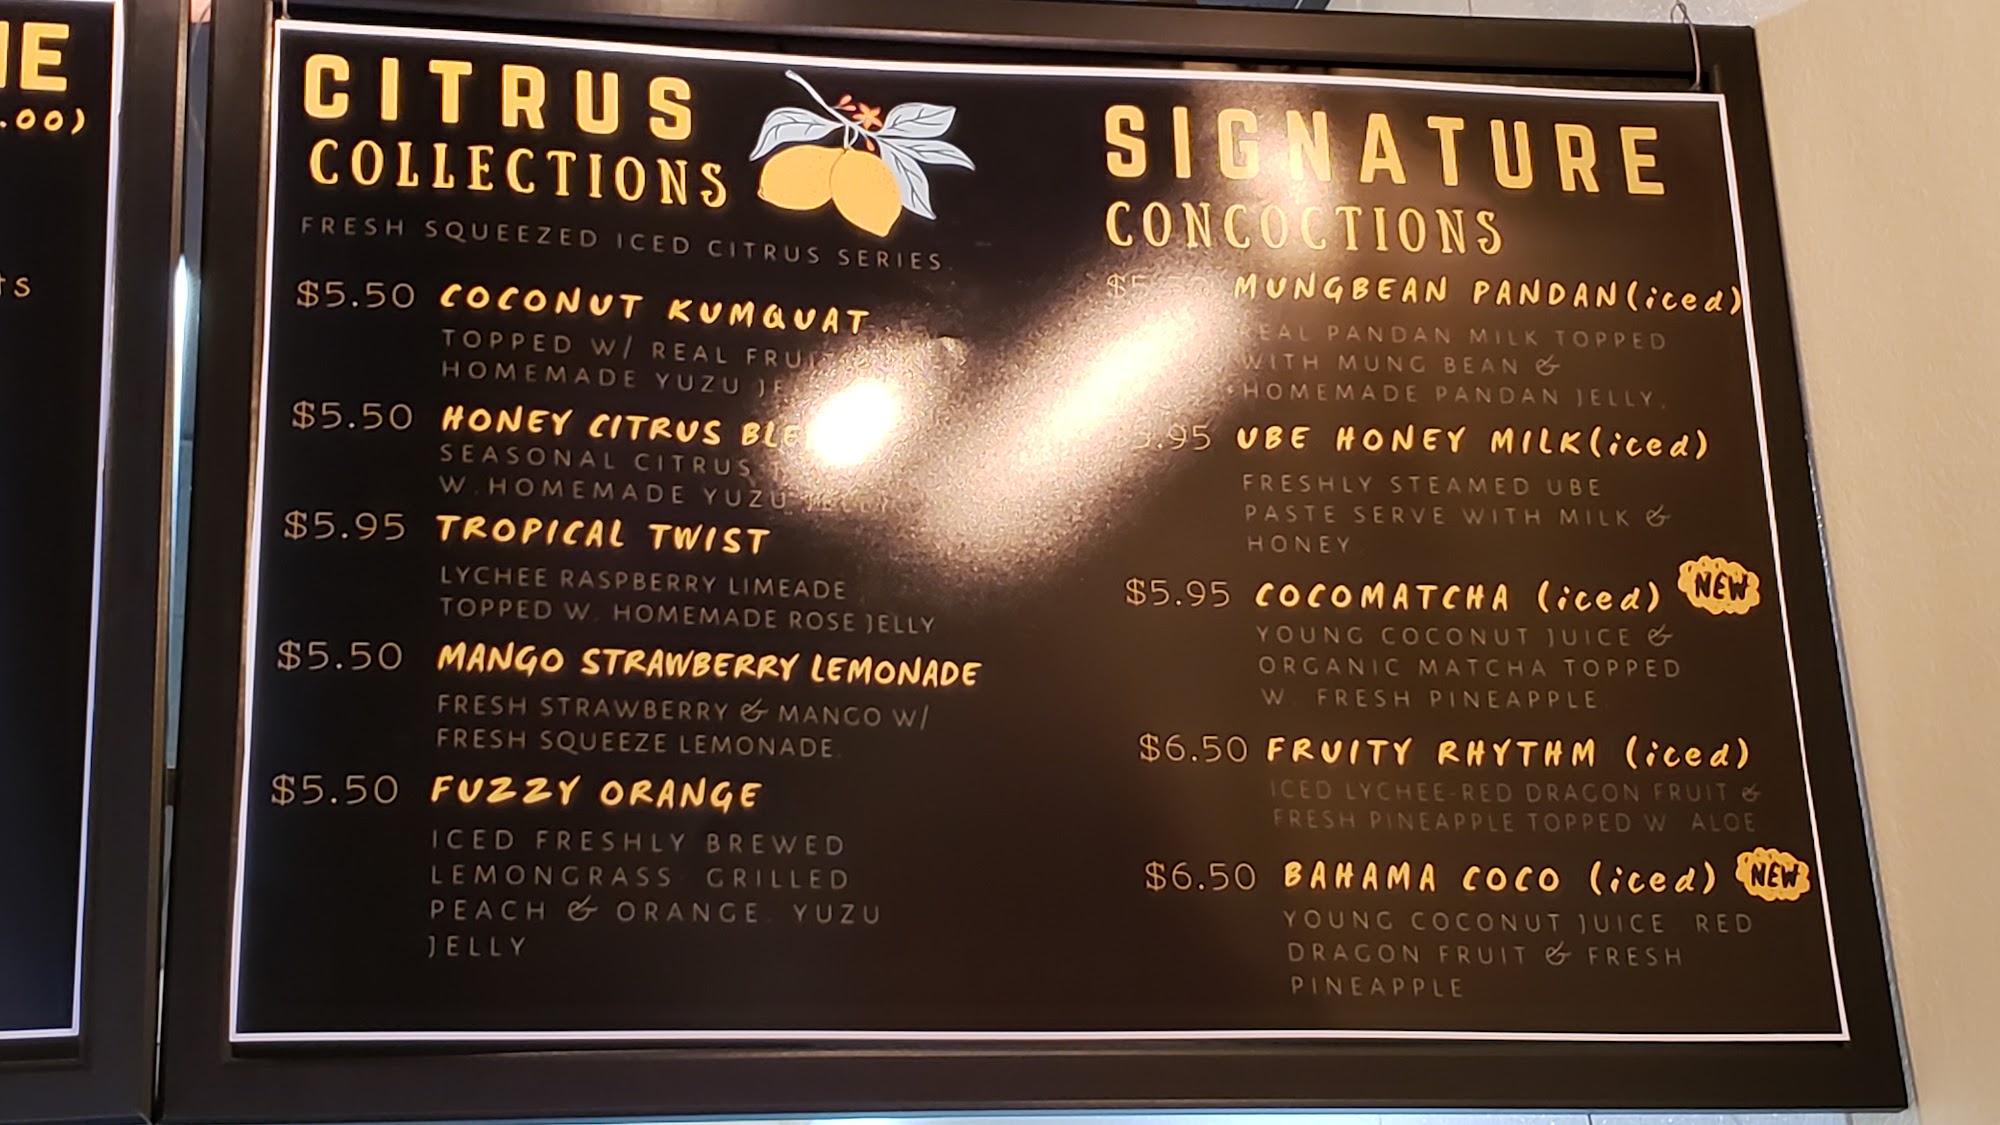 IE
.00)
ts
CITRUS
COLLECTIONS
FRESH SQUEEZED ICED CITRUS SERIES.
$5.50 COCONUT KUMQUAT
TOPPED W/ REAL
HOMEMADE YUZU
$5.50 HONEY CITRUS
SEASONAL CITRUS
W. HOMEMADE YUZU JELLY
$5.95 TROPICAL TWIST
LYCHEE RASPBERRY LIMEADE
TOPPED W. HOMEMADE ROSE JELLY
$5.50 MANGO STRAWBERRY LEMONADE
FRESH STRAWBERRY & MANGO W/
FRESH SQUEEZE LEMONADE.
$5.50 FUZZY ORANGE
ICED FRESHLY BREWED
LEMONGRASS GRILLED
PEACH & ORANGE. YUZU
JELLY
SIGNATURE
CONCOCTIONS
MUNGBEAN PANDAN(iced)
REAL PANDAN MILK TOPPED
WITH MUNG BEAN &
HOMEMADE PANDAN JELLY.
UBE HONEY MILK(iced)
FRESHLY STEAMED UBE
PASTE SERVE WITH MILK &
HONEY
$5.95 COCOMATCHA (iced) NEW
YOUNG COCONUT JUICE &
ORGANIC MATCHA TOPPED
W. FRESH PINEAPPLE
$6.50 FRUITY RHYTHM (iced)
ICED LYCHEE-RED DRAGON FRUIT &
FRESH PINEAPPLE TOPPED W ALOE
$6.50 BAHAMA COCO (iced) NEW
YOUNG COCONUT JUICE RED
DRAGON FRUIT & FRESH
PINEAPPLE